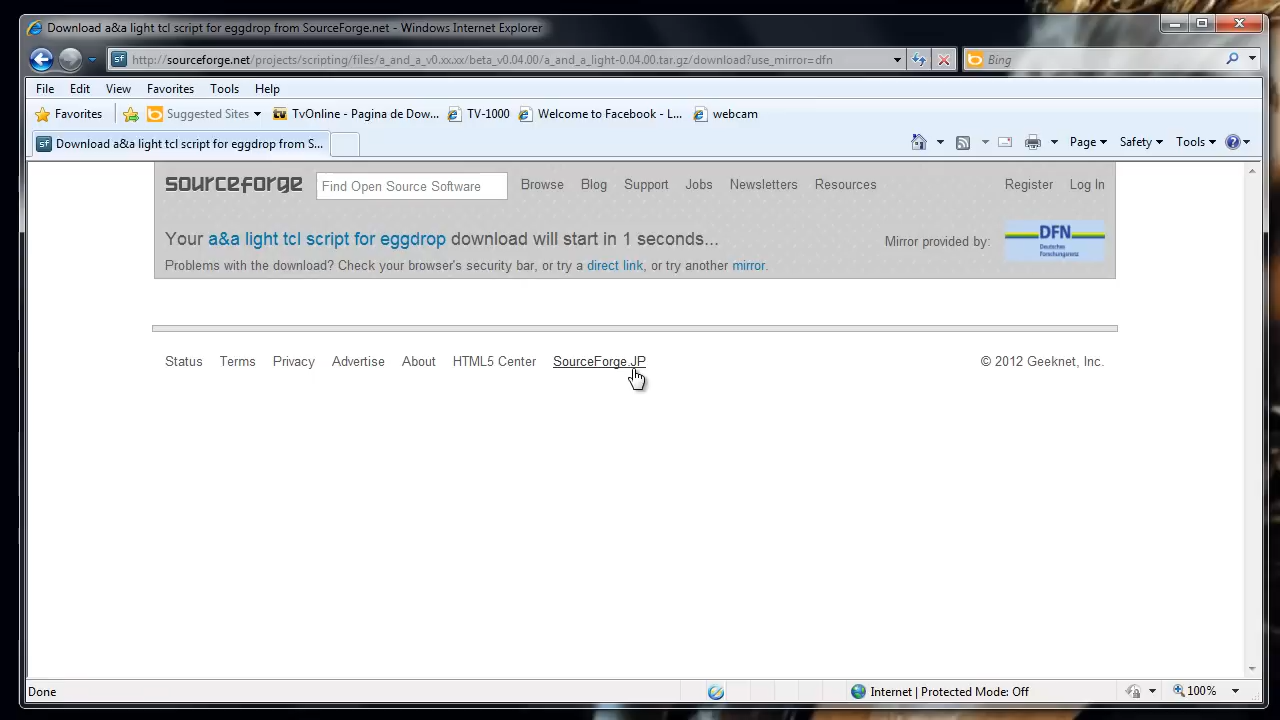 Download a&a light tcl script for eggdrop from SourceForge.net - Windows Internet Explorer
http://sourceforge.net/projects/scripting/files/a_and_a_v0.xx.xx/beta_v0.04.00/a_and_a_light-0.04.00.tar.gz/download?use_mirror=dfn
Bing
File Edit View Favorites Tools Help
Favorites Suggested Sites TvOnline - Pagina de Dow... TV-1000 Welcome to Facebook - L... webcam
Download a&a light tcl script for eggdrop from S... Page Safety Tools
sourceforge Find Open Source Software Browse Blog Support Jobs Newsletters Resources Register Log In
Your a&a light tcl script for eggdrop download will start in 1 seconds...
Mirror provided by: DFN
Deutsches
Forschungsnetz
Problems with the download? Check your browser's security bar, or try a direct link, or try another mirror.
Status Terms Privacy Advertise About HTML5 Center SourceForge.JP © 2012 Geeknet, Inc.
Done Internet | Protected Mode: Off 100%